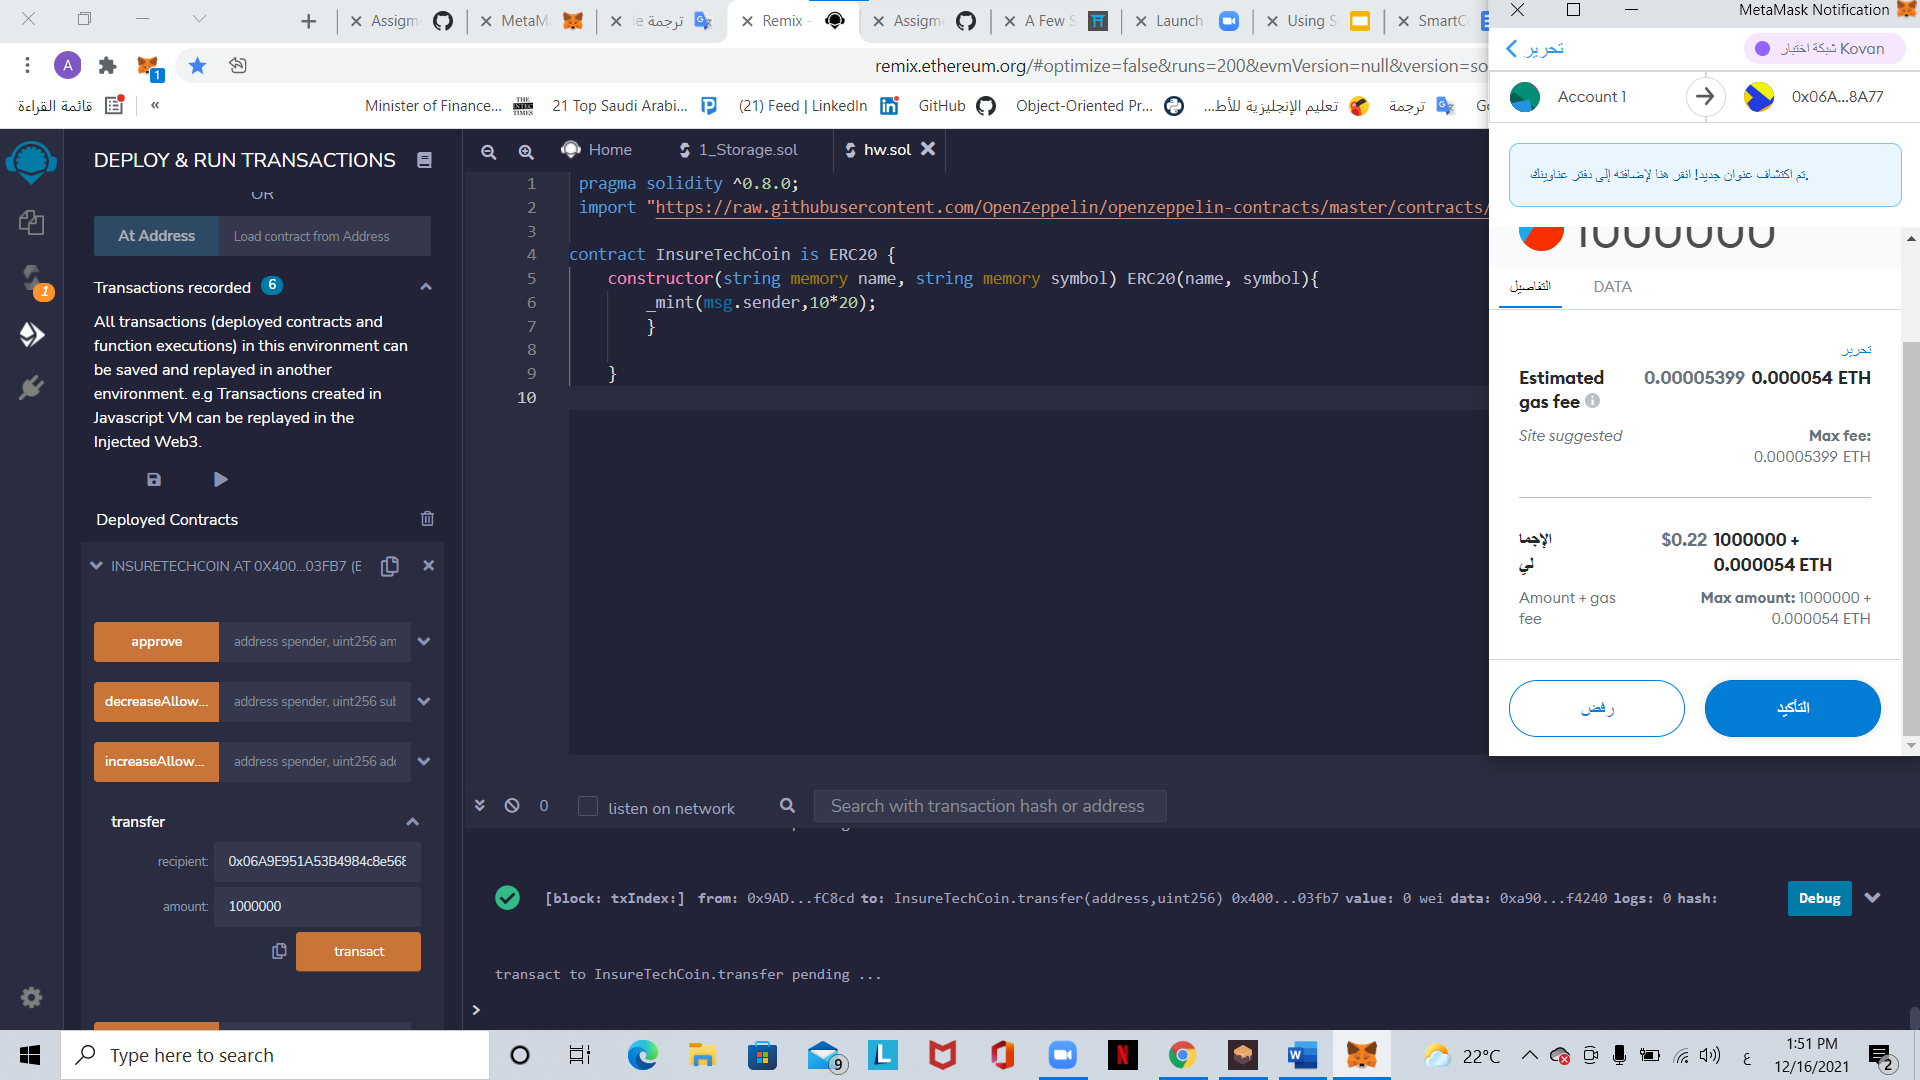 Assigm
MetaM
ترجمة
Remix -
Assigm
A Few S
Launch
Using S
SmartC
MetaMask Notification
A
1
remix.ethereum.org/#optimize=false&runs=200&evmVersion=null&version=so
قائمة القراءة
«
Minister of Finance...
THE INTEC TIMES
21 Top Saudi Arabi...
(21) Feed | LinkedIn
GitHub
Object-Oriented Pr...
تعليم الإنجليزية للأط...
ترجمة
تحرير
شبكة اختبار Kovan
Account 1
0x06A...8A77
تم اكتشاف عنوان جديد! انقر هنا لإضافته إلى دفتر عناوينك.
1000000
التفاصيل
DATA
تحرير
Estimated gas fee
0.00005399 0.000054 ETH
Site suggested
Max fee:
0.00005399 ETH
الإجمالي
$0.22 1000000 +
0.000054 ETH
Amount + gas fee
Max amount: 1000000 +
0.000054 ETH
رفض
التأكيد
DEPLOY & RUN TRANSACTIONS
OR
At Address
Load contract from Address
Transactions recorded 6
All transactions (deployed contracts and
function executions) in this environment can
be saved and replayed in another
environment. e.g Transactions created in
Javascript VM can be replayed in the
Injected Web3.
1
Deployed Contracts
INSURETECHCOIN AT 0X400...03FB7 (E
approve
address spender, uint256 am
decreaseAllow...
address spender, uint256 sub
increaseAllow...
address spender, uint256 add
transfer
recipient:
0x06A9E951A53B4984c8e568
amount:
1000000
transact
Home
1_Storage.sol
hw.sol
1 pragma solidity ^0.8.0;
2 import "https://raw.githubusercontent.com/OpenZeppelin/openzeppelin-contracts/master/contracts/
3
4 contract InsureTechCoin is ERC20 {
5 constructor(string memory name, string memory symbol) ERC20(name, symbol){
6 _mint(msg.sender,10*20);
7 }
8
9 }
10
0
listen on network
Search with transaction hash or address
[block: txIndex:] from: 0x9AD...fC8cd to: InsureTechCoin.transfer(address,uint256) 0x400...03fb7 value: 0 wei data: 0xa90...f4240 logs: 0 hash:
Debug
transact to InsureTechCoin.transfer pending ...
>
Type here to search
9
L
N
W
22°C
ع
1:51 PM
12/16/2021
2